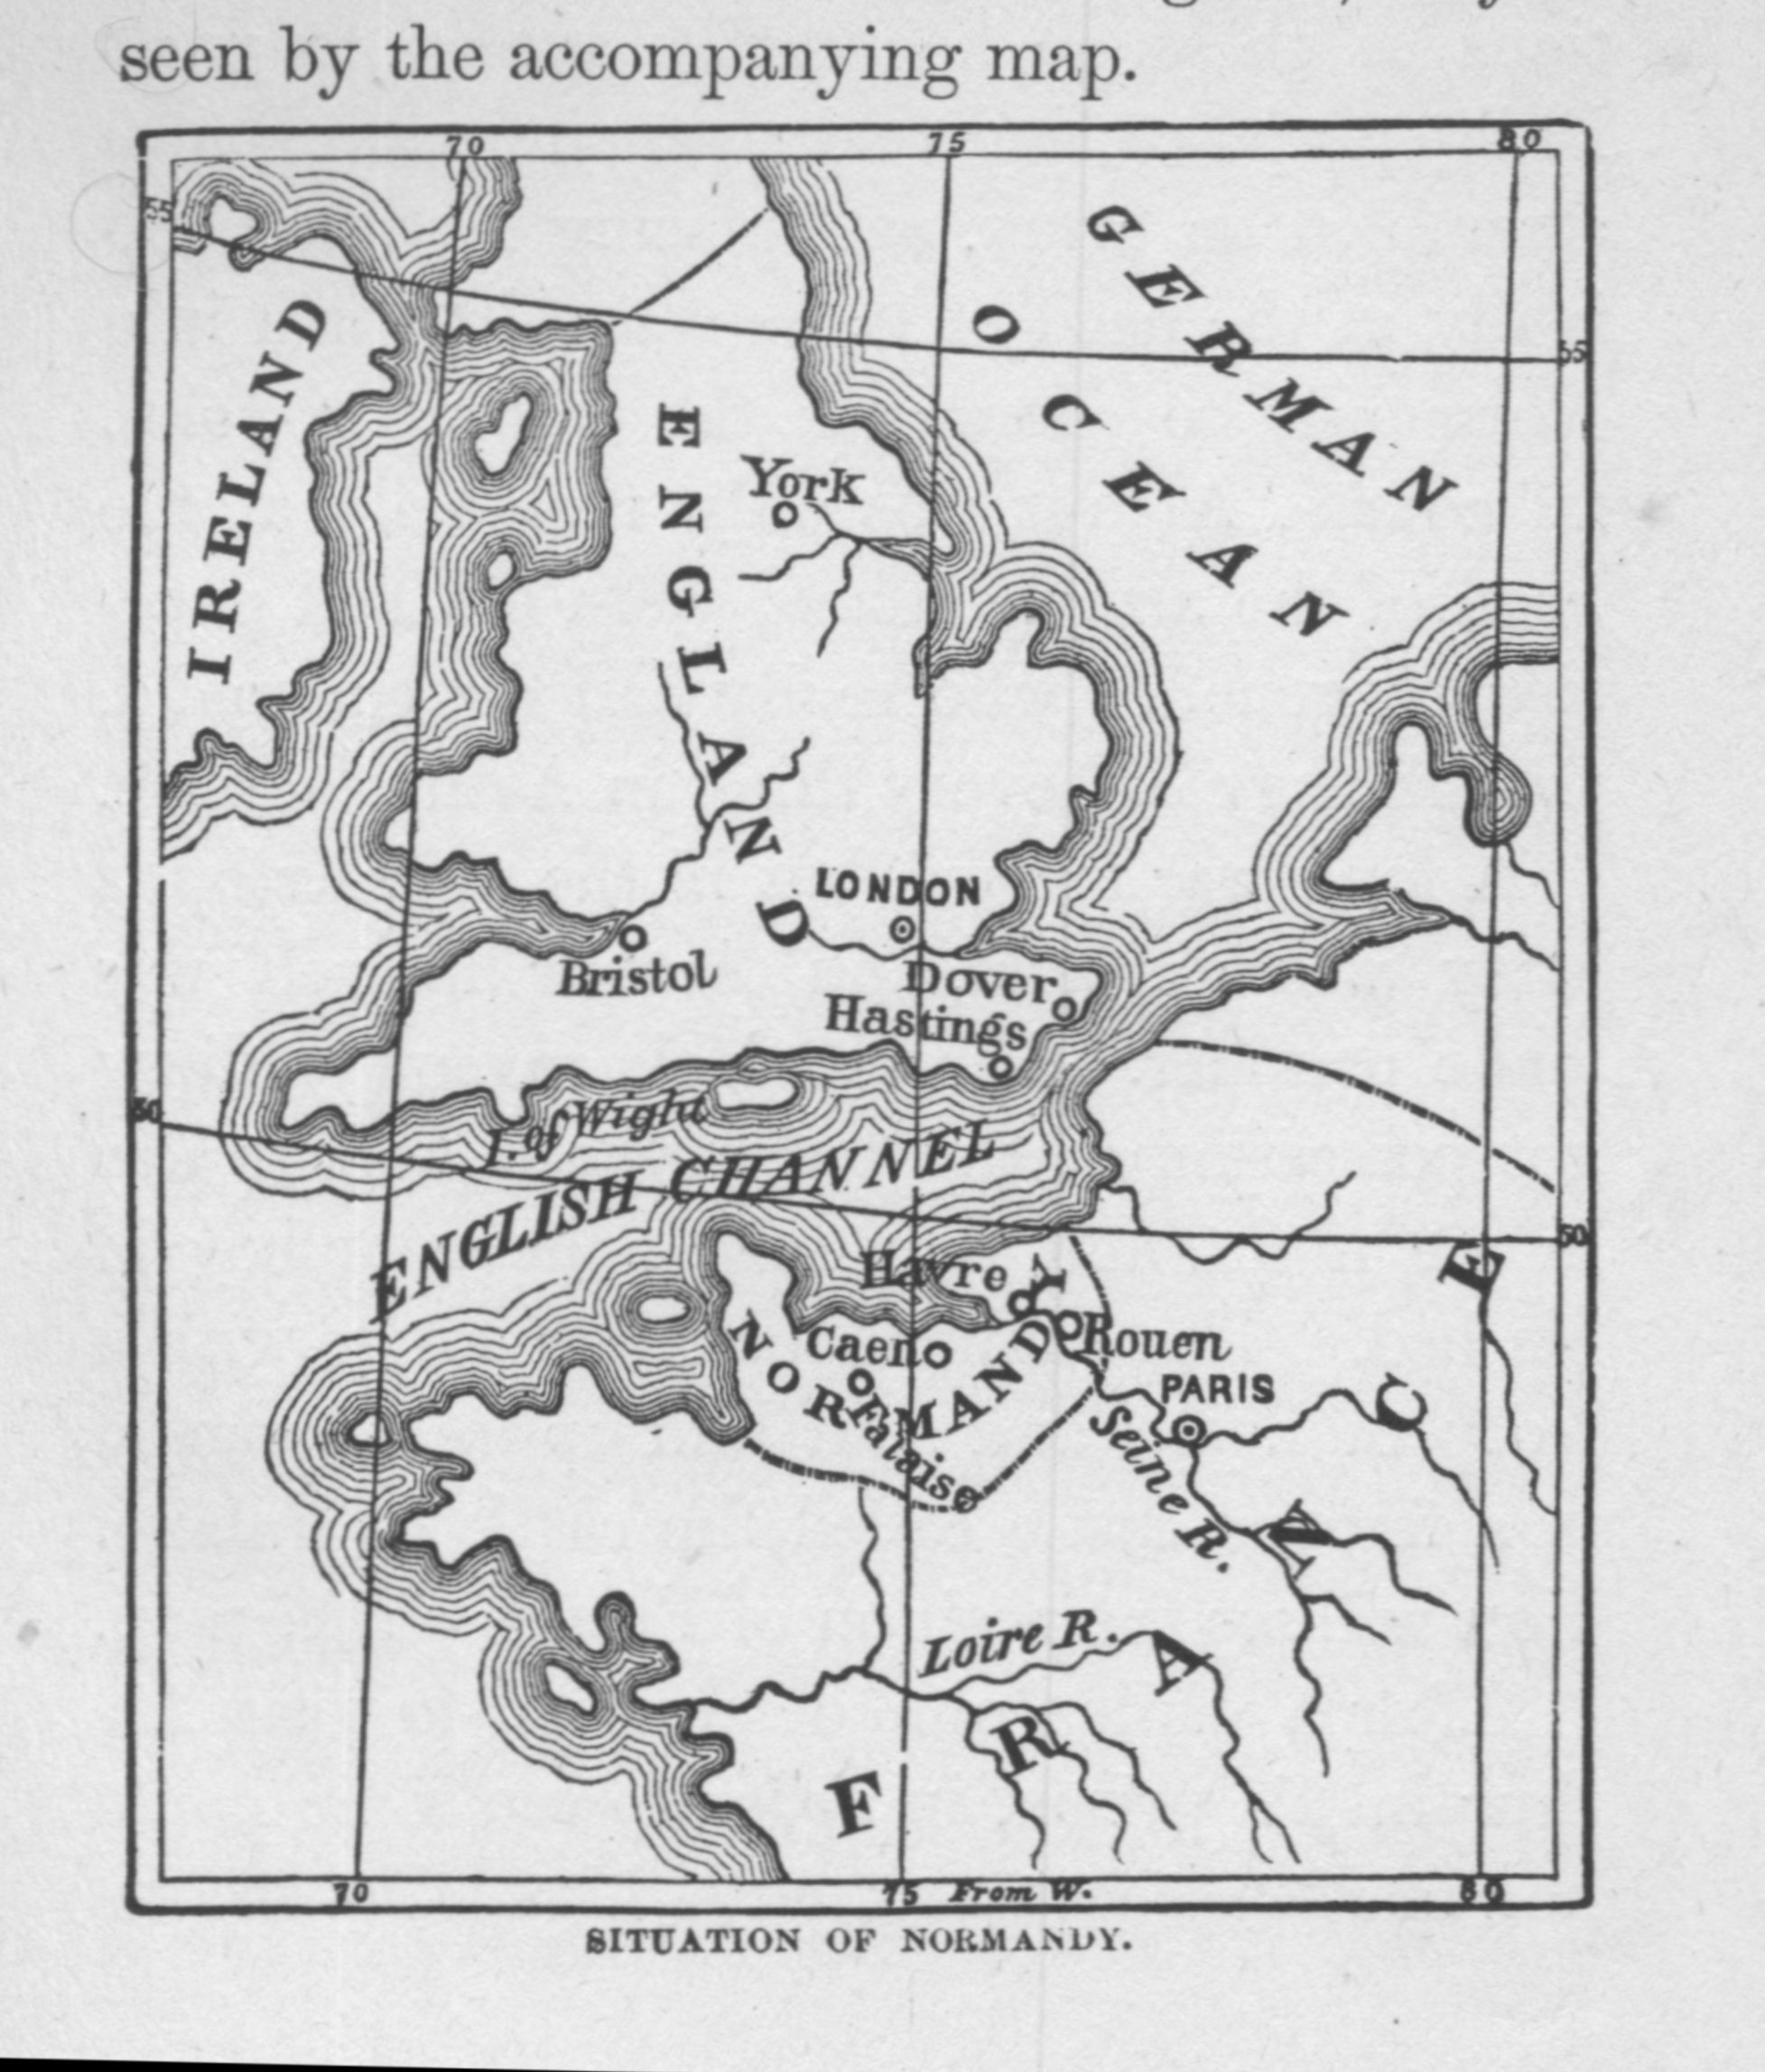 seen by the accompanying map.
70 75 80
55
GERMAN
OCEAN
IRELAND
55
ENGLAND
York
LONDON
Bristol
Dover
Hastings
I. of Wight
50
ENGLISH CHANNEL
50
Havre
NORMANDY
Caen
Rouen
Falaise
PARIS
Seine R.
Loire R.
FRANCE
70 75 From W. 80
SITUATION OF NORMANDY.